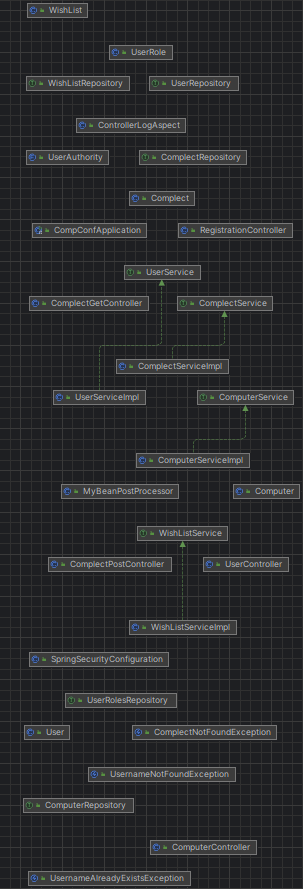 WishList
UserRole
WishListRepository
UserRepository
ControllerLogAspect
UserAuthority
ComplectRepository
Complect
CompConfApplication
RegistrationController
UserService
ComplectGetController
ComplectService
ComplectServiceImpl
UserServiceImpl
ComputerService
ComputerServiceImpl
MyBeanPostProcessor
Computer
WishListService
ComplectPostController
UserController
WishListServiceImpl
SpringSecurityConfiguration
UserRolesRepository
User
ComplectNotFoundException
UsernameNotFoundException
ComputerRepository
ComputerController
UsernameAlreadyExistsException